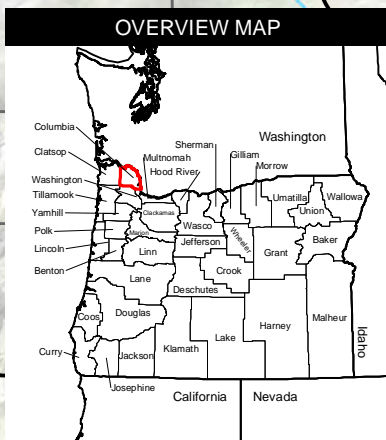 OVERVIEW MAP
Columbia
Clatsop
Washington
Tillamook
Yamhill
Polk
Lincoln
Benton
Multnomah
Hood River
Sherman
Washington
Gilliam
Morrow
Clackamas
Marion
Wasco
Wheeler
Umatilla
Union
Wallowa
Linn
Jefferson
Grant
Baker
Crook
Lane
Deschutes
Coos
Douglas
Harney
Malheur
Lake
Idaho
Curry
Jackson
Klamath
Josephine
California
Nevada